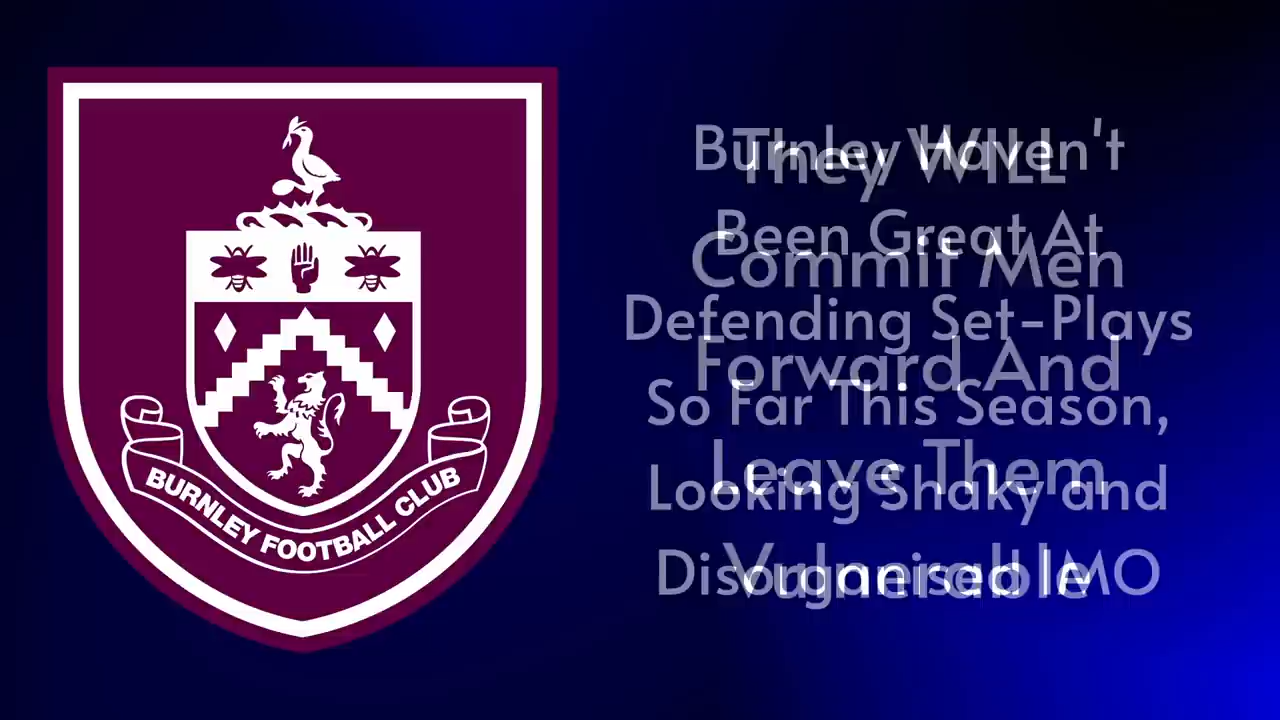 BURNLEY FOOTBALL CLUB
Burnley Haven't
Been Great At
Defending Set-Plays
So Far This Season,
Looking Shaky and
Disorganised IMO
They WILL
Commit Men
Forward And
Leave Them
Vulnerable